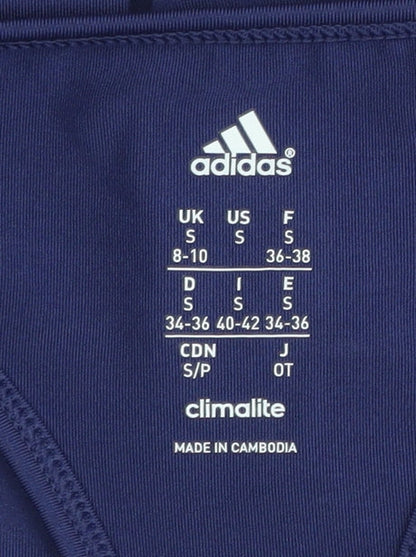 adidas®
UK US F
S S S
8-10 36-38
D I E
S S S
34-36 40-42 34-36
CDN J
S/P OT
climalite
MADE IN CAMBODIA